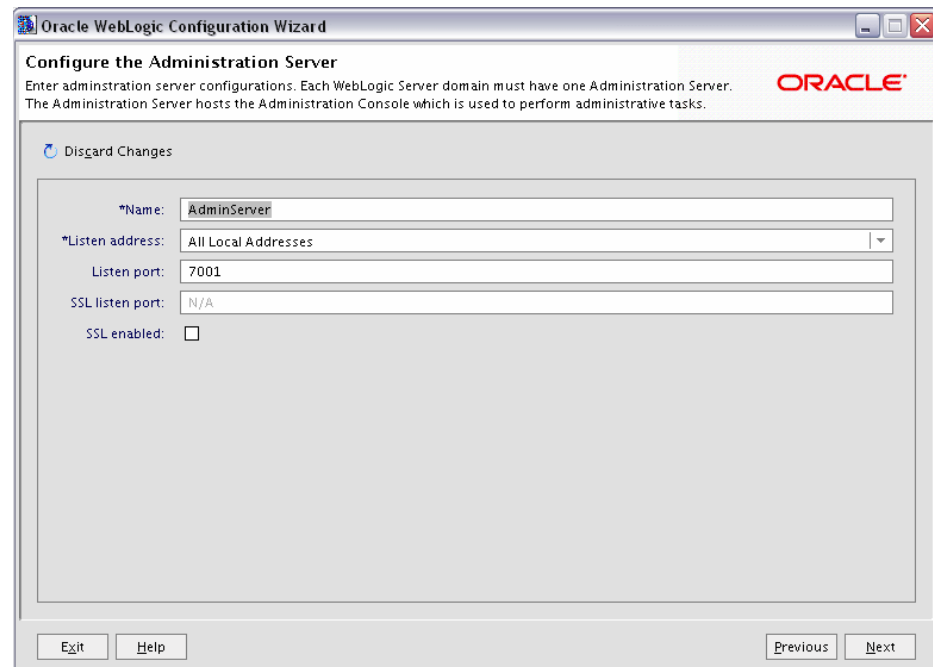 Oracle WebLogic Configuration Wizard
Configure the Administration Server
Enter adminstration server configurations. Each WebLogic Server domain must have one Administration Server.
The Administration Server hosts the Administration Console which is used to perform administrative tasks.
ORACLE
Discard Changes
*Name: AdminServer
*Listen address: All Local Addresses
Listen port: 7001
SSL listen port: N/A
SSL enabled:
Exit Help Previous Next